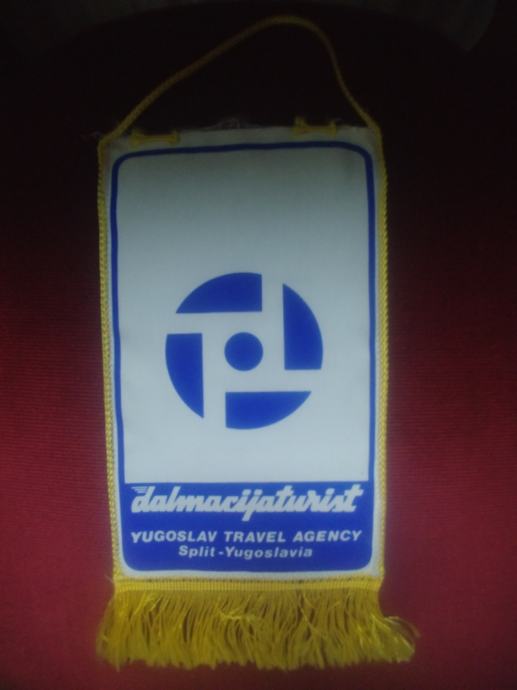 dalmacijaturist
YUGOSLAV TRAVEL AGENCY
Split-Yugoslavia